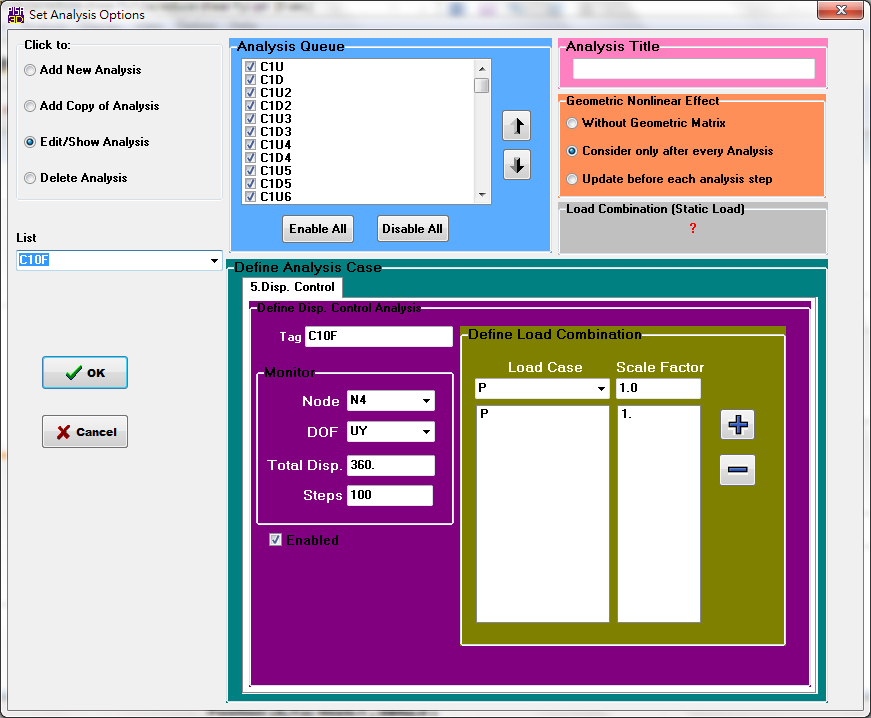 Set Analysis Options
Click to:
Add New Analysis
Add Copy of Analysis
Edit/Show Analysis
Delete Analysis
List
C10F
OK
Cancel
Analysis Queue
C1U
C1D
C1U2
C1D2
C1U3
C1D3
C1U4
C1D4
C1U5
C1D5
C1U6
Enable All
Disable All
Analysis Title
Geometric Nonlinear Effect
Without Geometric Matrix
Consider only after every Analysis
Update before each analysis step
Load Combination (Static Load)
?
Define Analysis Case
5.Disp. Control
Define Disp. Control Analysis
Tag C10F
Monitor
Node N4
DOF UY
Total Disp. 360.
Steps 100
Enabled
Define Load Combination
Load Case Scale Factor
P 1.0
P 1.